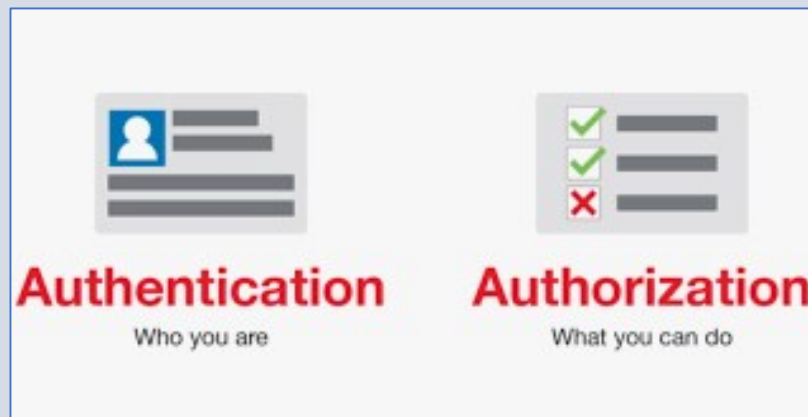 Authentication
Who you are
Authorization
What you can do